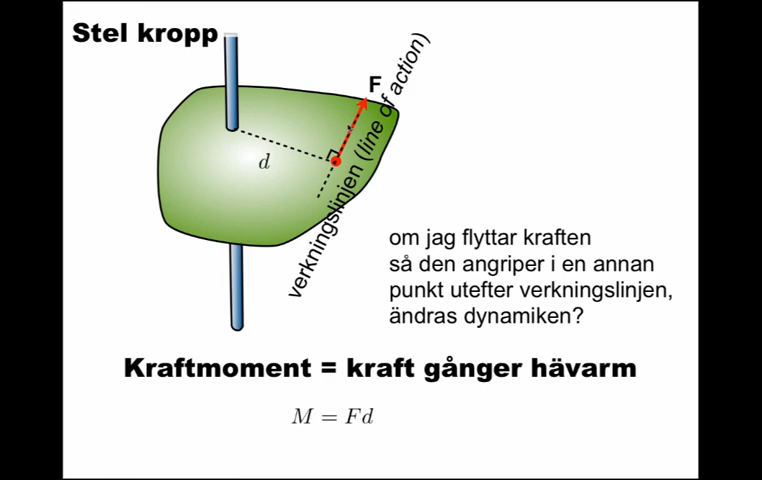 Stel kropp
F
verkningslinjen (line of action)
d
om jag flyttar kraften
så den angriper i en annan
punkt utefter verkningslinjen,
ändras dynamiken?
Kraftmoment = kraft gånger hävarm
M = Fd